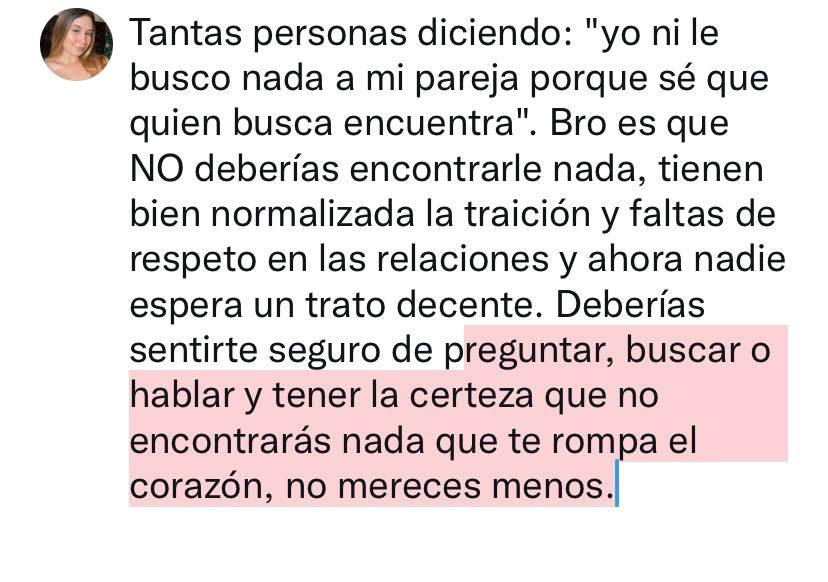 Tantas personas diciendo: "yo ni le
busco nada a mi pareja porque sé que
quien busca encuentra". Bro es que
NO deberías encontrarle nada, tienen
bien normalizada la traición y faltas de
respeto en las relaciones y ahora nadie
espera un trato decente. Deberías
sentirte seguro de preguntar, buscar o
hablar y tener la certeza que no
encontrarás nada que te rompa el
corazón, no mereces menos.